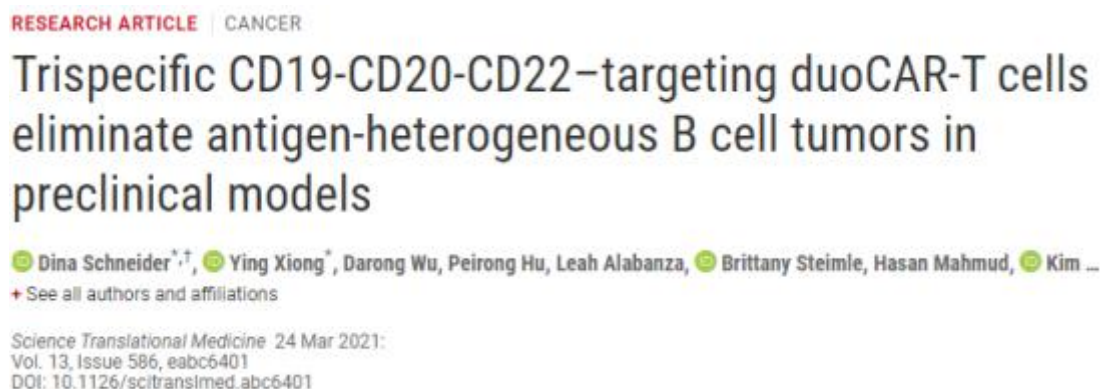 RESEARCH ARTICLE CANCER
Trispecific CD19-CD20-CD22–targeting duoCAR-T cells
eliminate antigen-heterogeneous B cell tumors in
preclinical models
Dina Schneider*,†, Ying Xiong*, Darong Wu, Peirong Hu, Leah Alabanza, Brittany Steimle, Hasan Mahmud, Kim ...
+ See all authors and affiliations
Science Translational Medicine 24 Mar 2021:
Vol. 13, Issue 586, eabc6401
DOI: 10.1126/scitranslmed.abc6401